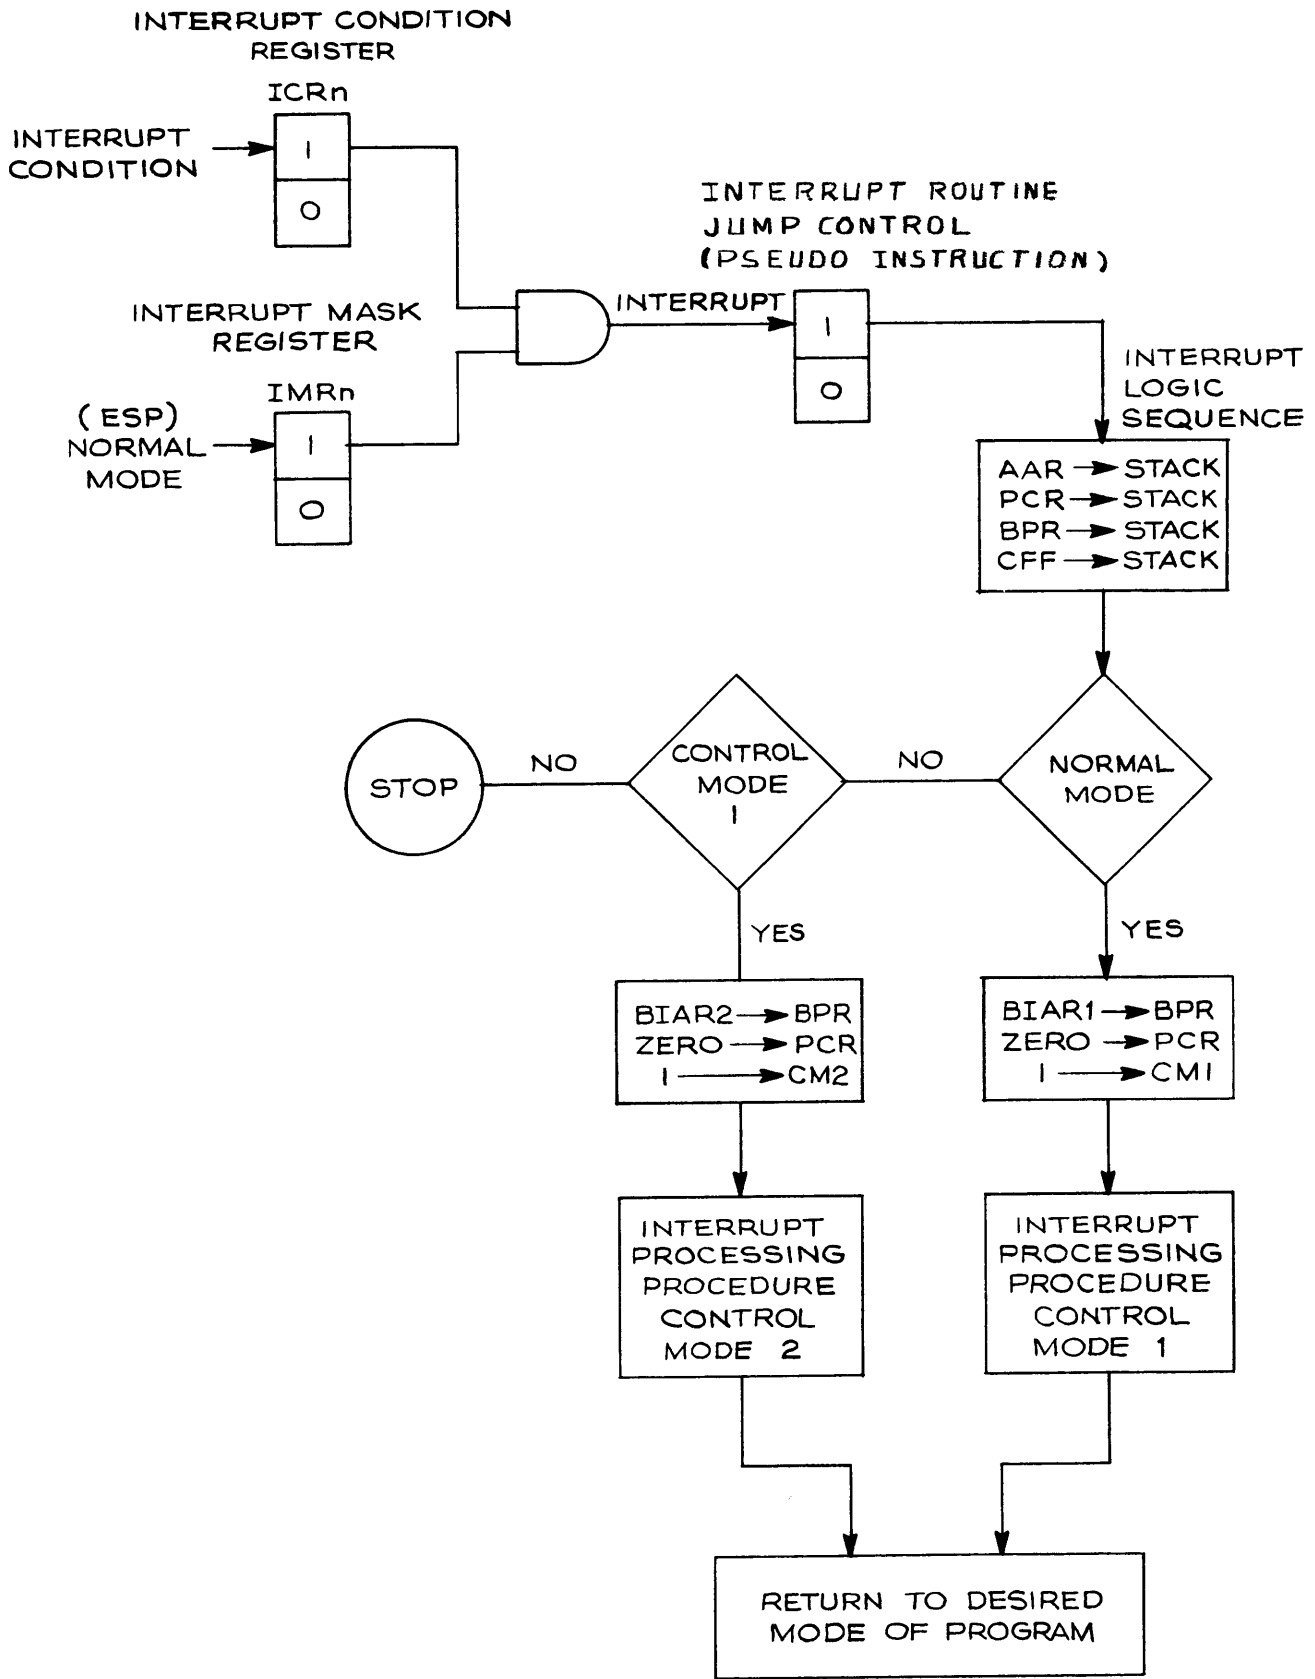 INTERRUPT CONDITION
REGISTER
ICRn
INTERRUPT
CONDITION
1
0
INTERRUPT ROUTINE
JUMP CONTROL
(PSEUDO INSTRUCTION)
INTERRUPT MASK
REGISTER
INTERRUPT
1
0
IMRn
(ESP)
NORMAL
MODE
1
0
INTERRUPT
LOGIC
SEQUENCE
AAR → STACK
PCR → STACK
BPR → STACK
CFF → STACK
NORMAL
MODE
NO
CONTROL
MODE
1
NO
STOP
YES
YES
BIAR2 → BPR
ZERO → PCR
1 → CM2
BIAR1 → BPR
ZERO → PCR
1 → CM1
INTERRUPT
PROCESSING
PROCEDURE
CONTROL
MODE 2
INTERRUPT
PROCESSING
PROCEDURE
CONTROL
MODE 1
RETURN TO DESIRED
MODE OF PROGRAM